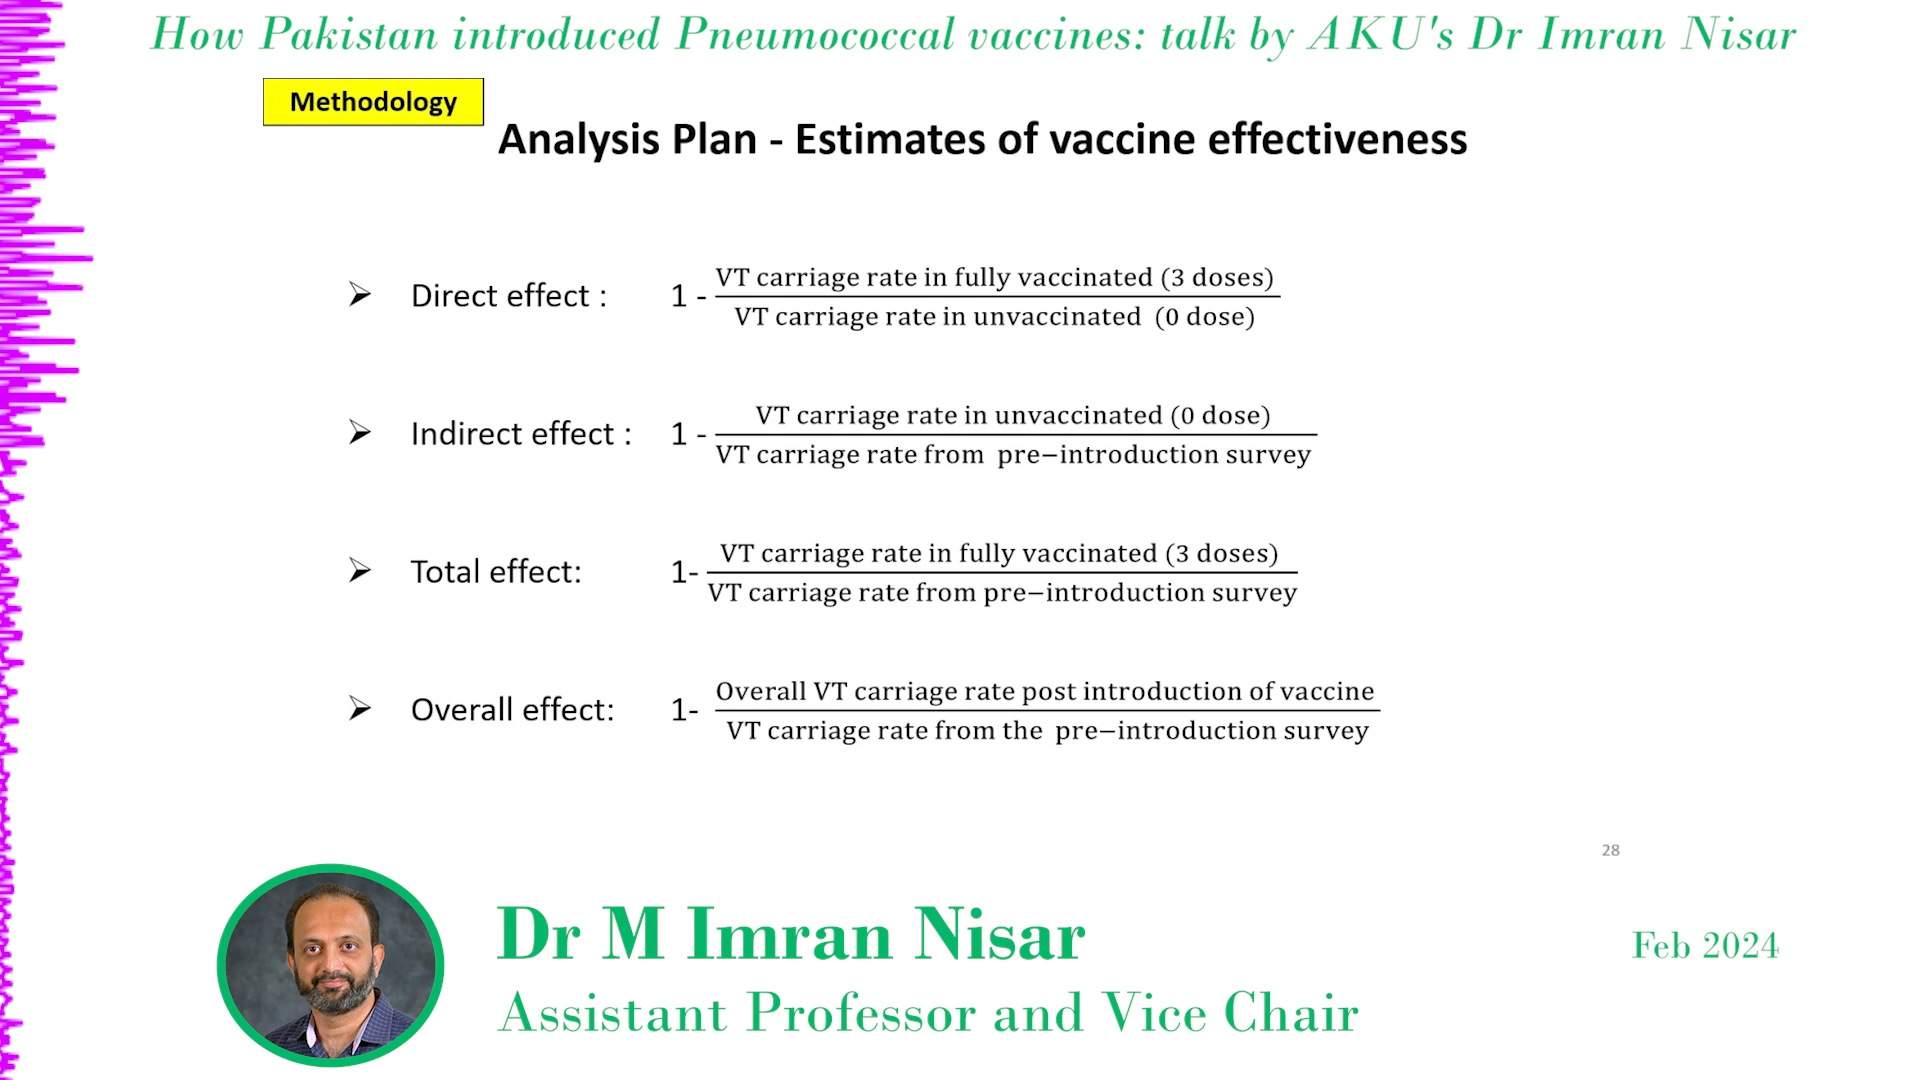 How Pakistan introduced Pneumococcal vaccines: talk by AKU's Dr Imran Nisar
Methodology
Analysis Plan - Estimates of vaccine effectiveness
➢ Direct effect : 1 - VT carriage rate in fully vaccinated (3 doses)
VT carriage rate in unvaccinated (0 dose)
➢ Indirect effect : 1 - VT carriage rate in unvaccinated (0 dose)
VT carriage rate from pre−introduction survey
➢ Total effect: 1- VT carriage rate in fully vaccinated (3 doses)
VT carriage rate from pre−introduction survey
➢ Overall effect: 1- Overall VT carriage rate post introduction of vaccine
VT carriage rate from the pre−introduction survey
28
Dr M Imran Nisar
Feb 2024
Assistant Professor and Vice Chair